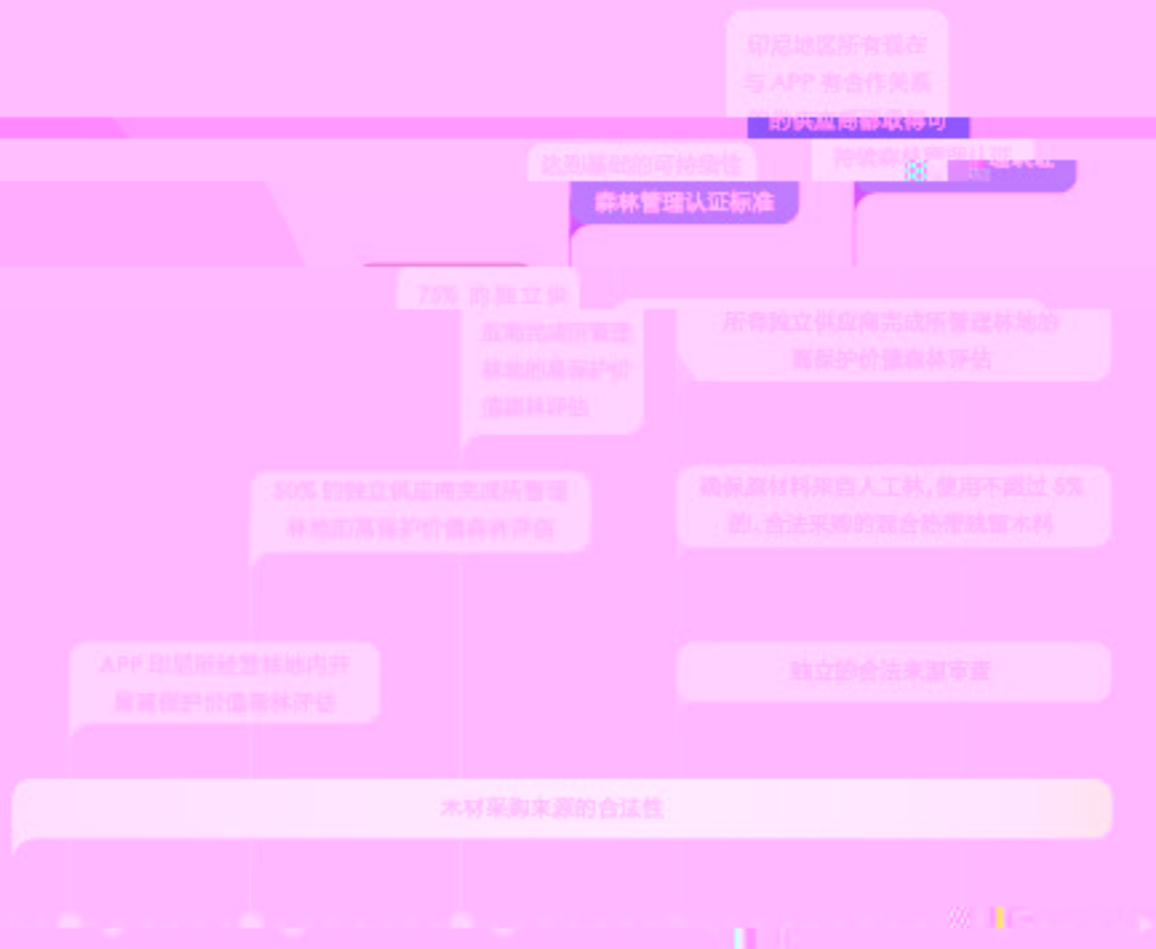 印尼地区所有现在
与 APP 有合作关系
的供应商都取得可
持续森林管理认证
达到基础的可持续性
森林管理认证标准
75% 的独立供
应商完成所管理
林地的高保护价
值森林评估
所有独立供应商完成所管理林地的
高保护价值森林评估
50% 的独立供应商完成所管理
林地的高保护价值森林评估
确保原材料来自人工林,使用不超过 5%
的、合法采购的混合热带残留木料
APP 印尼所经营林地内开
展高保护价值森林评估
独立的合法来源审查
木材采购来源的合法性